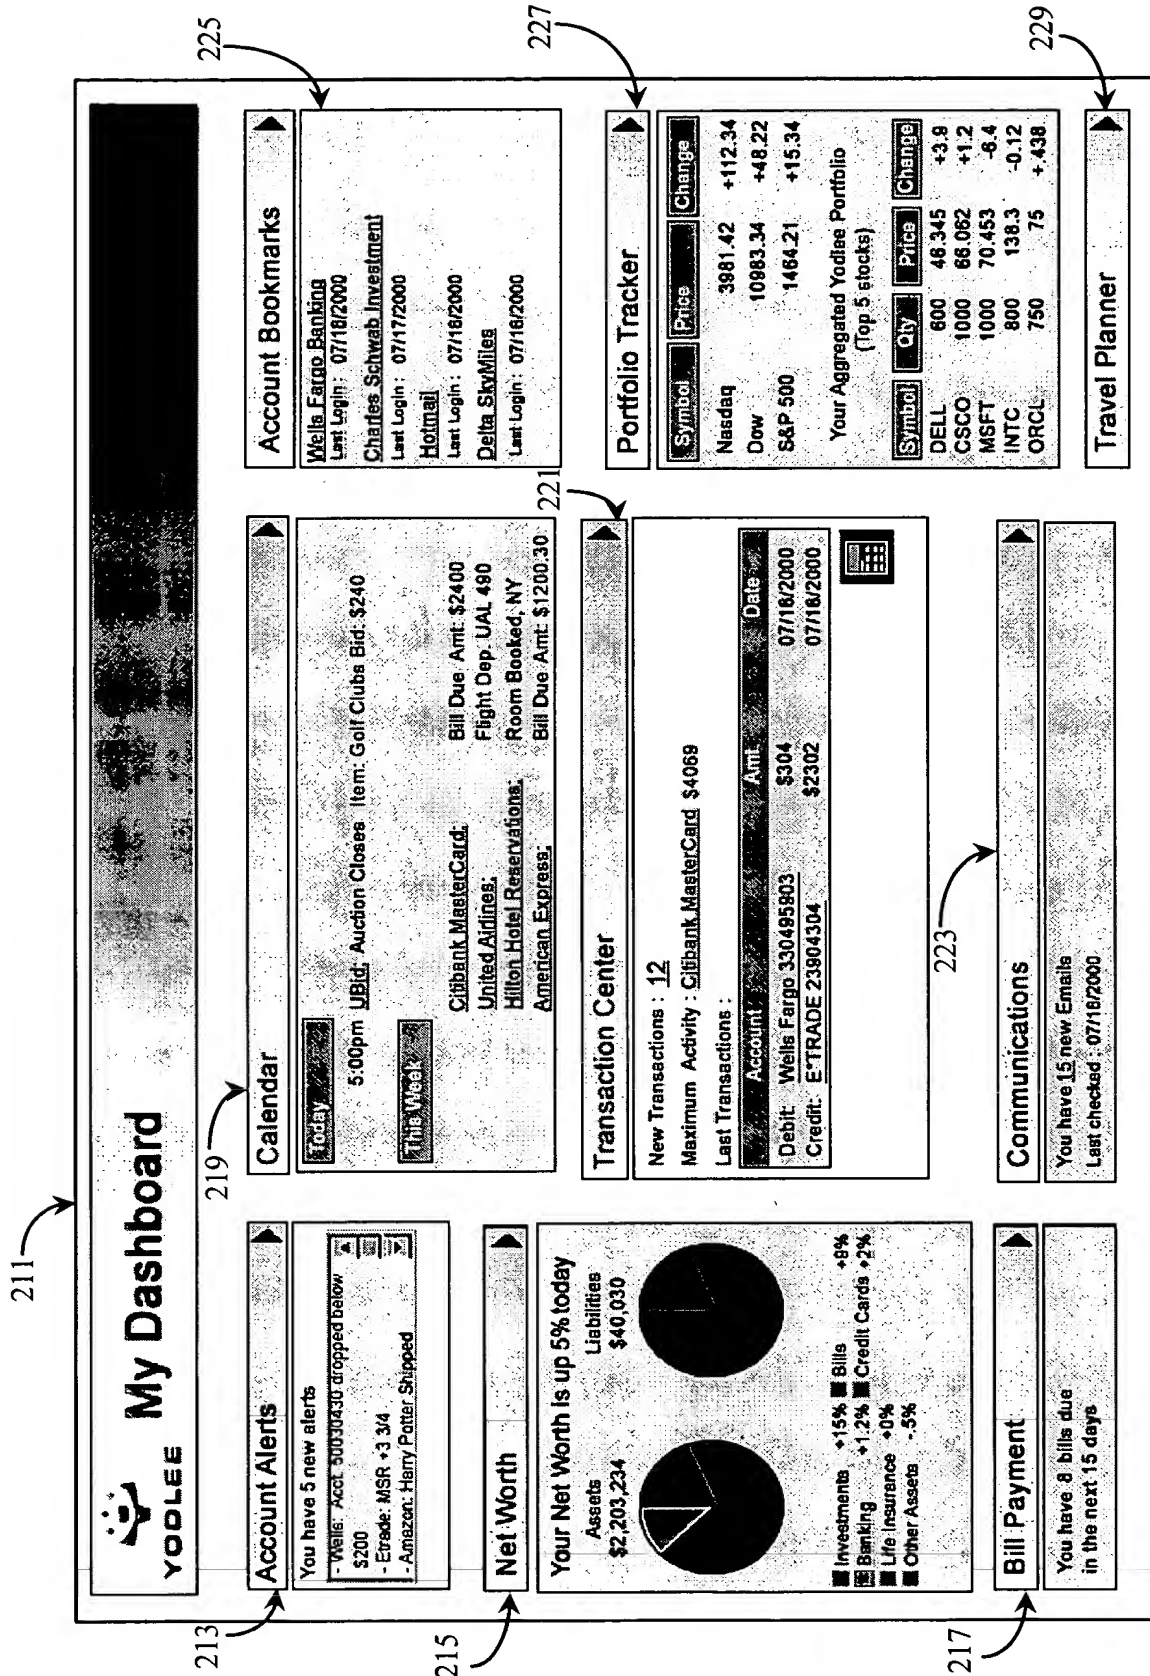 211
YODLEE
My Dashboard
213
Account Alerts
You have 5 new alerts
- Wells: Acct. 50030430 dropped below
$200
- Etrade: MSR +3 3/4
- Amazon: Harry Potter Shipped
215
Net Worth
Your Net Worth is up 5% today
Assets
$2,203,234
Liabilities
$40,030
Investments +15%
Bills +8%
Banking +1.2%
Credit Cards +2%
Life Insurance +0%
Other Assets -.5%
217
Bill Payment
You have 8 bills due
in the next 15 days
219
Calendar
Today
5:00pm UBid: Auction Closes Item: Golf Clubs Bid: $240
This Week
Citibank MasterCard: Bill Due Amt: $2400
United Airlines: Flight Dep. UAL 490
Hilton Hotel Reservations: Room Booked, NY
American Express: Bill Due Amt: $1200.30
221
Transaction Center
New Transactions : 12
Maximum Activity : Citibank MasterCard $4069
Last Transactions :
Account Amt Date
Debit: Wells Fargo 330495903 $304 07/18/2000
Credit: E*TRADE 23904304 $2302 07/18/2000
223
Communications
You have 15 new Emails
Last checked : 07/18/2000
225
Account Bookmarks
Wells Fargo Banking
Last Login : 07/18/2000
Charles Schwab Investment
Last Login : 07/17/2000
Hotmail
Last Login : 07/18/2000
Delta SkyMiles
Last Login : 07/16/2000
227
Portfolio Tracker
Symbol Price Change
Nasdaq 3981.42 +112.34
Dow 10983.34 +48.22
S&P 500 1464.21 +15.34
Your Aggregated Yodlee Portfolio
(Top 5 stocks)
Symbol Qty Price Change
DELL 600 46.345 +3.9
CSCO 1000 66.062 +1.2
MSFT 1000 70.453 -6.4
INTC 800 138.3 -0.12
ORCL 750 75 +.438
229
Travel Planner